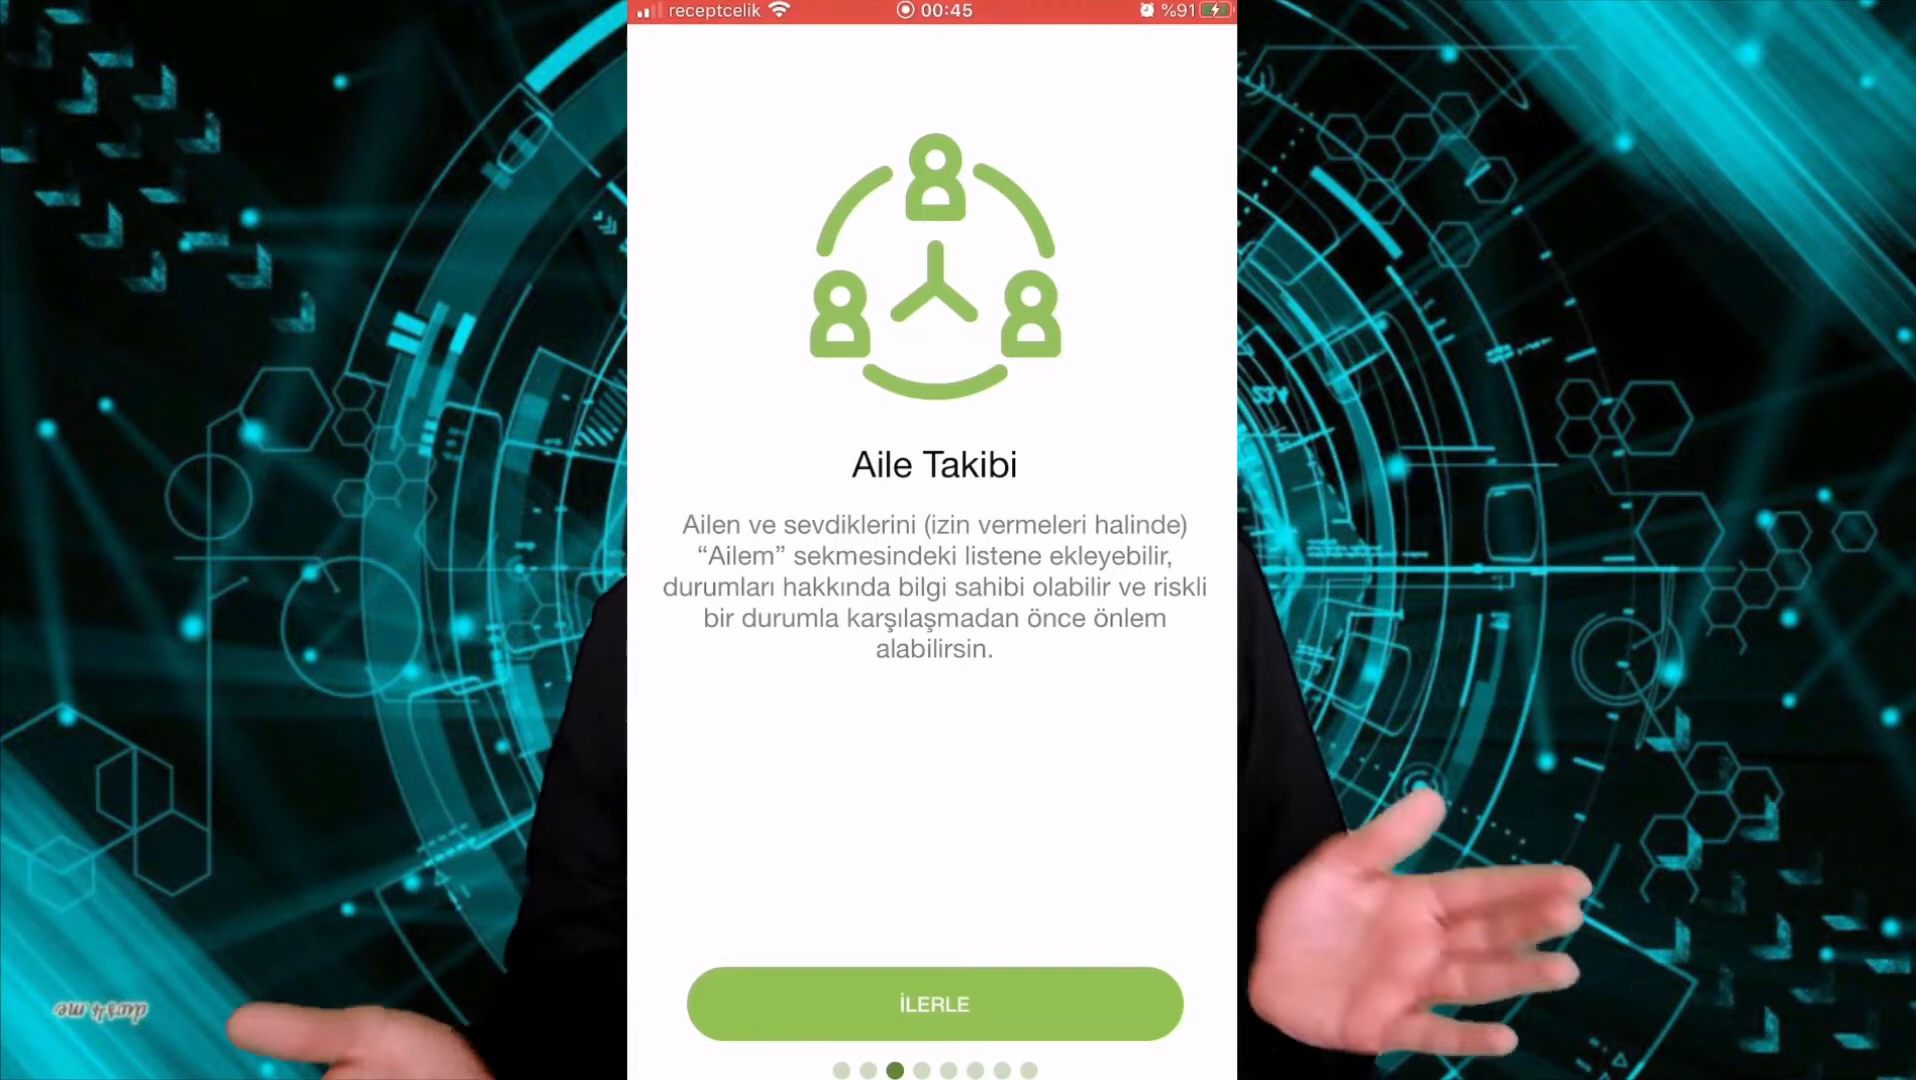 receptcelik
00:45
%91
Aile Takibi
Ailen ve sevdiklerini (izin vermeleri halinde)
“Ailem” sekmesindeki listene ekleyebilir,
durumları hakkında bilgi sahibi olabilir ve riskli
bir durumla karşılaşmadan önce önlem
alabilirsin.
İLERLE